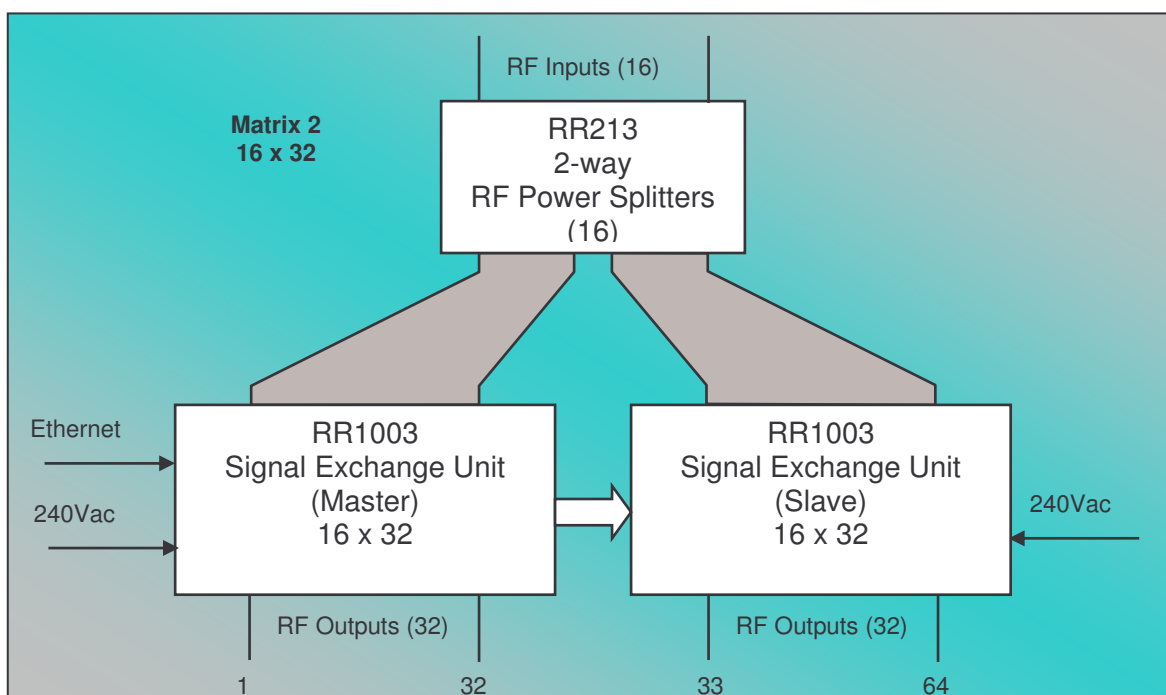 RF Inputs (16)
Matrix 2
16 x 32
RR213
2-way
RF Power Splitters
(16)
Ethernet
240Vac
RR1003
Signal Exchange Unit
(Master)
16 x 32
RR1003
Signal Exchange Unit
(Slave)
16 x 32
240Vac
RF Outputs (32)
RF Outputs (32)
1
32
33
64